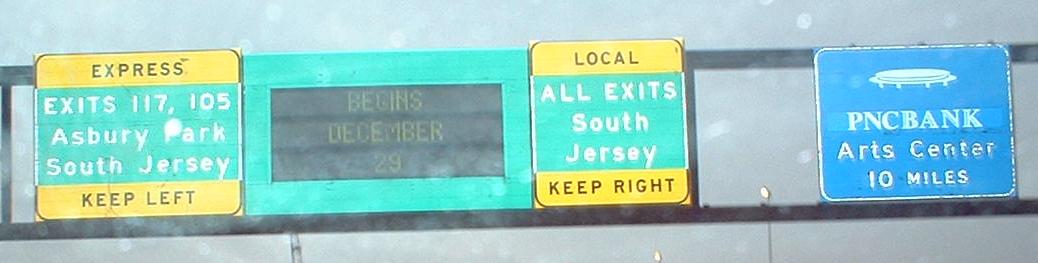 EXPRESS
EXITS 117, 105
Asbury Park
South Jersey
KEEP LEFT
BEGINS
DECEMBER
29
LOCAL
ALL EXITS
South
Jersey
KEEP RIGHT
PNCBANK
Arts Center
10 MILES